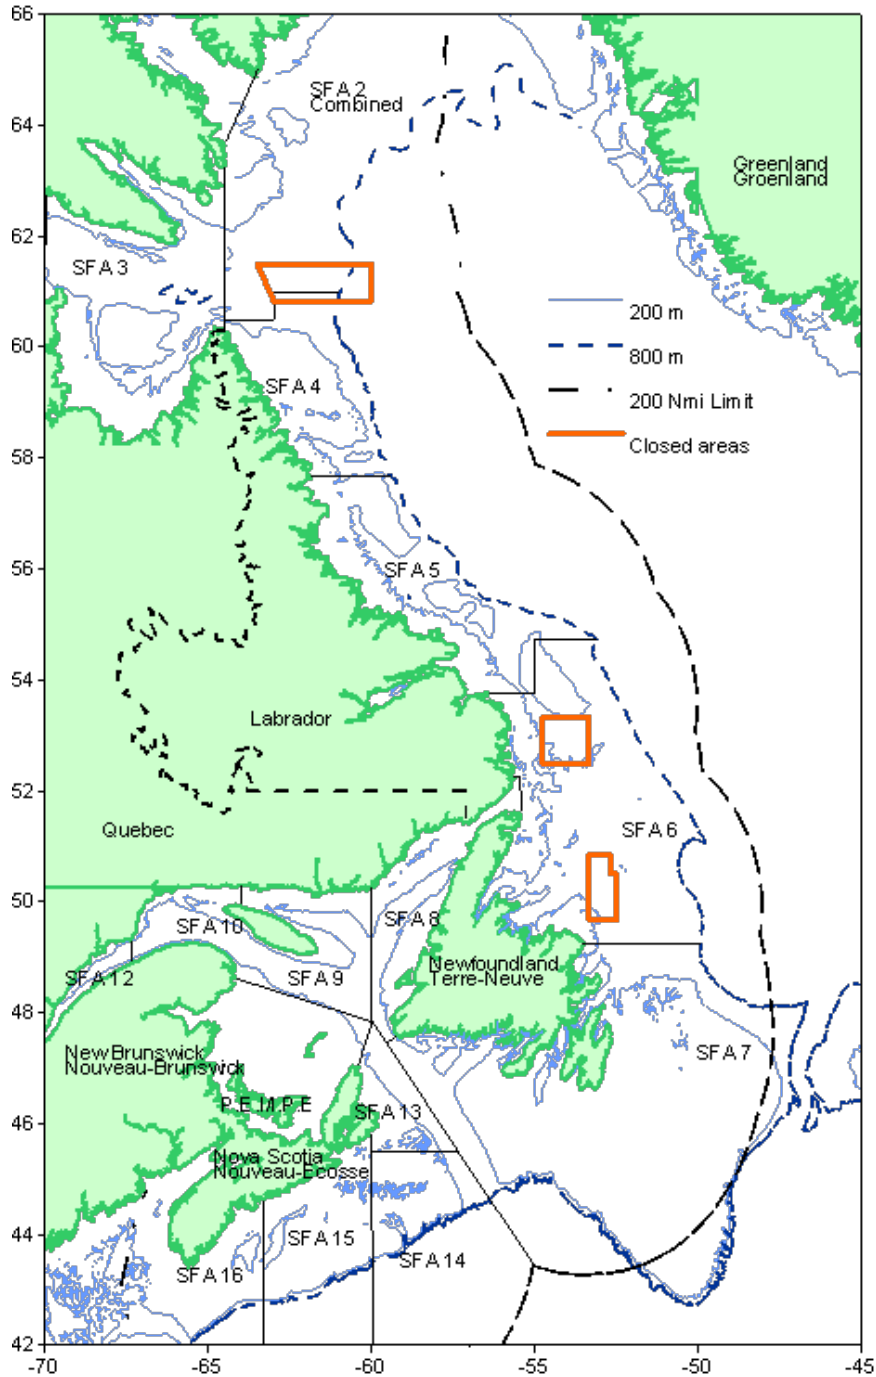 66
SFA 2
Combined
64
Greenland
Groenland
62
SFA 3
200 m
60
800 m
SFA 4
200 Nmi Limit
Closed areas
58
56
SFA 5
54
Labrador
52
Quebec
SFA 6
50
SFA 8
SFA 10
Newfoundland
Terre-Neuve
SFA 9
SFA 12
48
New Brunswick
Nouveau-Brunswick
SFA 7
P.E.I/I.P.E
46
SFA 13
Nova Scotia
Nouveau-Ecosse
44
SFA 15
SFA 14
SFA 16
42
-70
-65
-60
-55
-50
-45